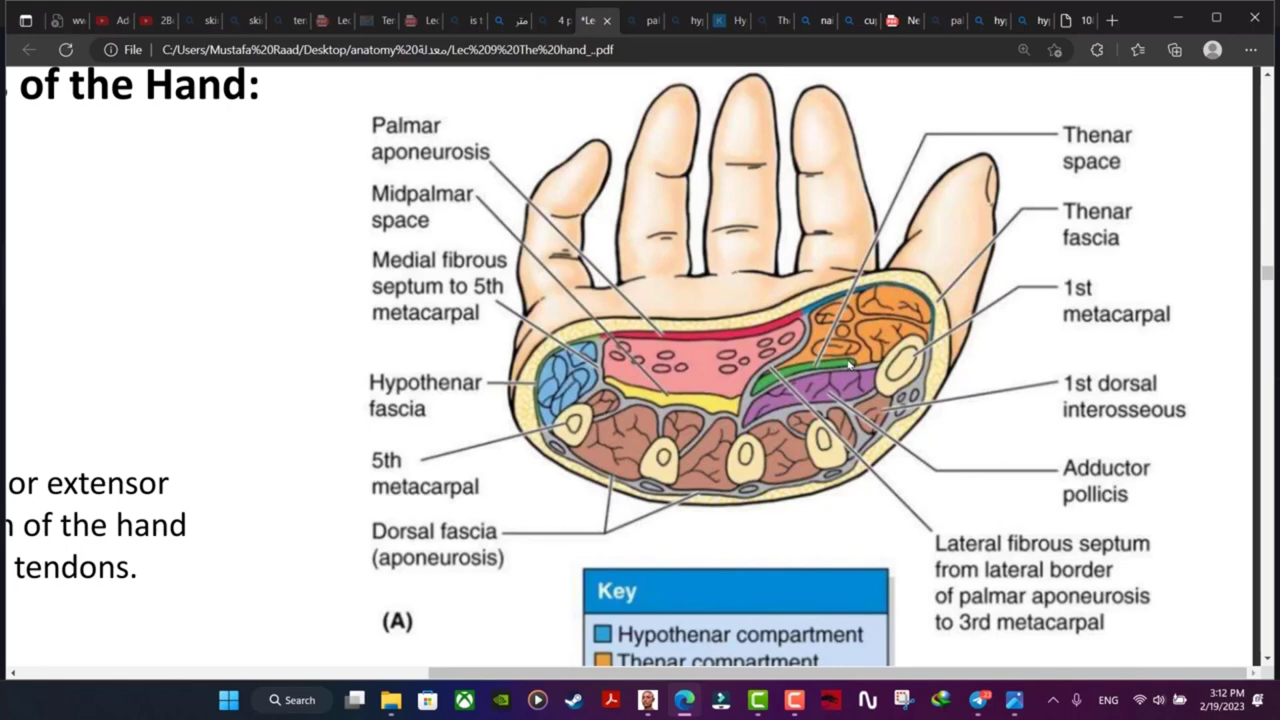 File
C:/Users/Mustafa%20Raad/Desktop/anatomy%20معدلة/Lec%209%20The%20hand_.pdf
of the Hand:
Palmar
aponeurosis
Midpalmar
space
Medial fibrous
septum to 5th
metacarpal
Hypothenar
fascia
5th
metacarpal
Dorsal fascia
(aponeurosis)
(A)
Thenar
space
Thenar
fascia
1st
metacarpal
1st dorsal
interosseous
Adductor
pollicis
Lateral fibrous septum
from lateral border
of palmar aponeurosis
to 3rd metacarpal
or extensor
of the hand
tendons.
Key
Hypothenar compartment
Thenar compartment
Search
ENG
3:12 PM
2/19/2023